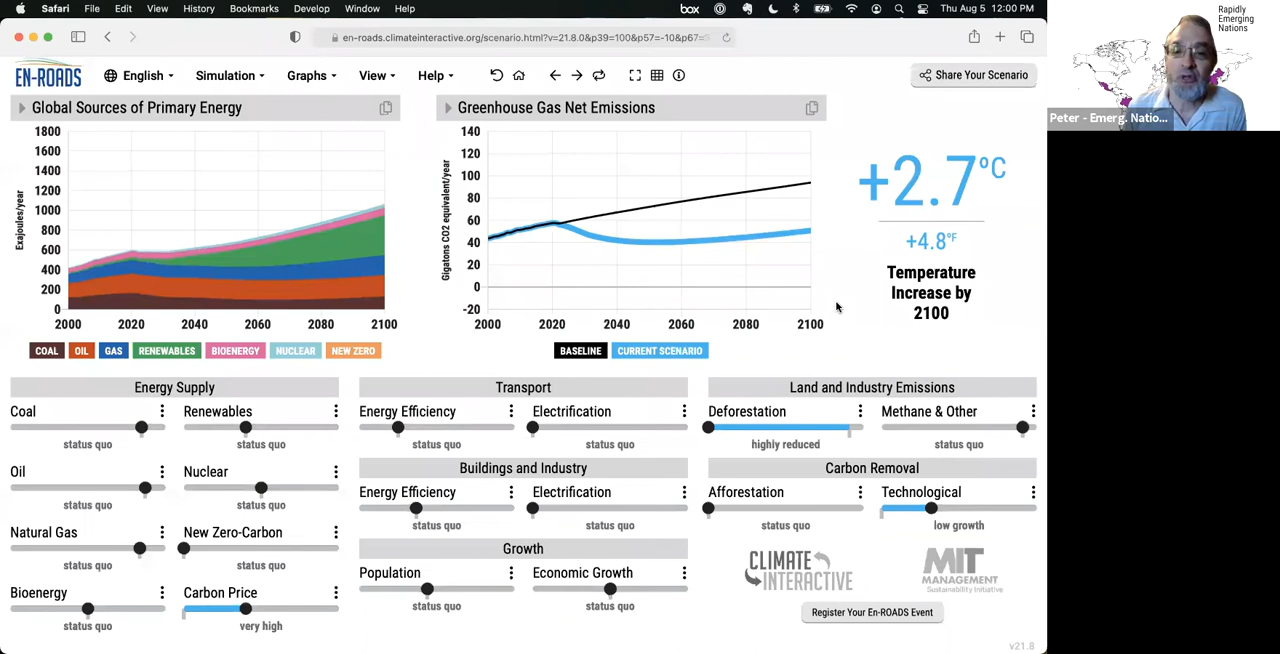 Safari File Edit View History Bookmarks Develop Window Help box Thu Aug 5 12:00 PM
en-roads.climateinteractive.org/scenario.html?v=21.8.0&p39=100&p57=-10&p67=
EN-ROADS English Simulation Graphs View Help Share Your Scenario
Global Sources of Primary Energy
Exajoules/year
1800
1600
1400
1200
1000
800
600
400
200
0
2000 2020 2040 2060 2080 2100
COAL OIL GAS RENEWABLES BIOENERGY NUCLEAR NEW ZERO
Greenhouse Gas Net Emissions
Gigatons CO2 equivalent/year
140
120
100
80
60
40
20
0
-20
2000 2020 2040 2060 2080 2100
BASELINE CURRENT SCENARIO
+2.7°C
+4.8°F
Temperature
Increase by
2100
Energy Supply
Coal Renewables
status quo status quo
Oil Nuclear
status quo status quo
Natural Gas New Zero-Carbon
status quo status quo
Bioenergy Carbon Price
status quo very high
Transport
Energy Efficiency Electrification
status quo status quo
Buildings and Industry
Energy Efficiency Electrification
status quo status quo
Growth
Population Economic Growth
status quo status quo
Land and Industry Emissions
Deforestation Methane & Other
highly reduced status quo
Carbon Removal
Afforestation Technological
status quo low growth
CLIMATE
INTERACTIVE
MIT
MANAGEMENT
Sustainability Initiative
Register Your En-ROADS Event
v21.8
Rapidly
Emerging
Nations
Peter - Emerg. Natio...